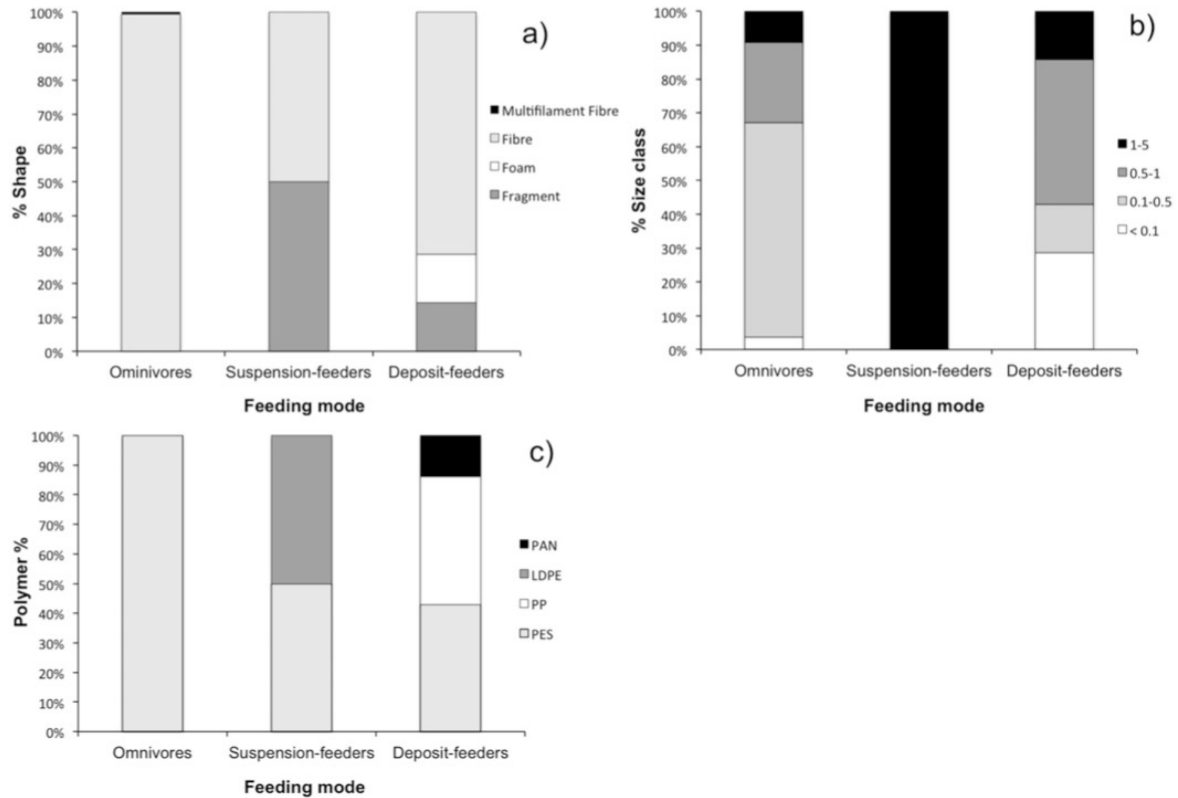 a)
% Shape
100%
90%
80%
70%
60%
50%
40%
30%
20%
10%
0%
Multifilament Fibre
Fibre
Foam
Fragment
Ominivores Suspension-feeders Deposit-feeders
Feeding mode
b)
% Size class
100%
90%
80%
70%
60%
50%
40%
30%
20%
10%
0%
1-5
0.5-1
0.1-0.5
< 0.1
Omnivores Suspension-feeders Deposit-feeders
Feeding mode
c)
Polymer %
100%
90%
80%
70%
60%
50%
40%
30%
20%
10%
0%
PAN
LDPE
PP
PES
Omnivores Suspension-feeders Deposit-feeders
Feeding mode